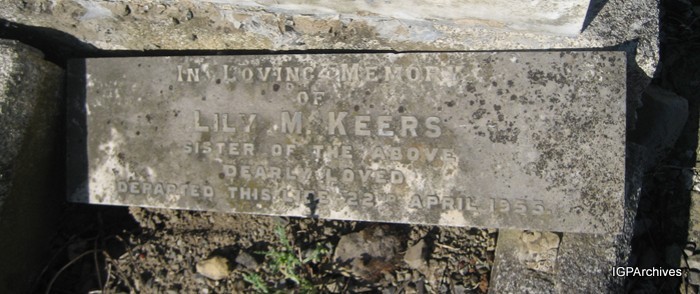 IN LOVING MEMORY
OF
LILY M. KEERS
SISTER OF THE ABOVE
DEARLY LOVED
DEPARTED THIS LIFE 22ND APRIL 1955.
IGPArchives